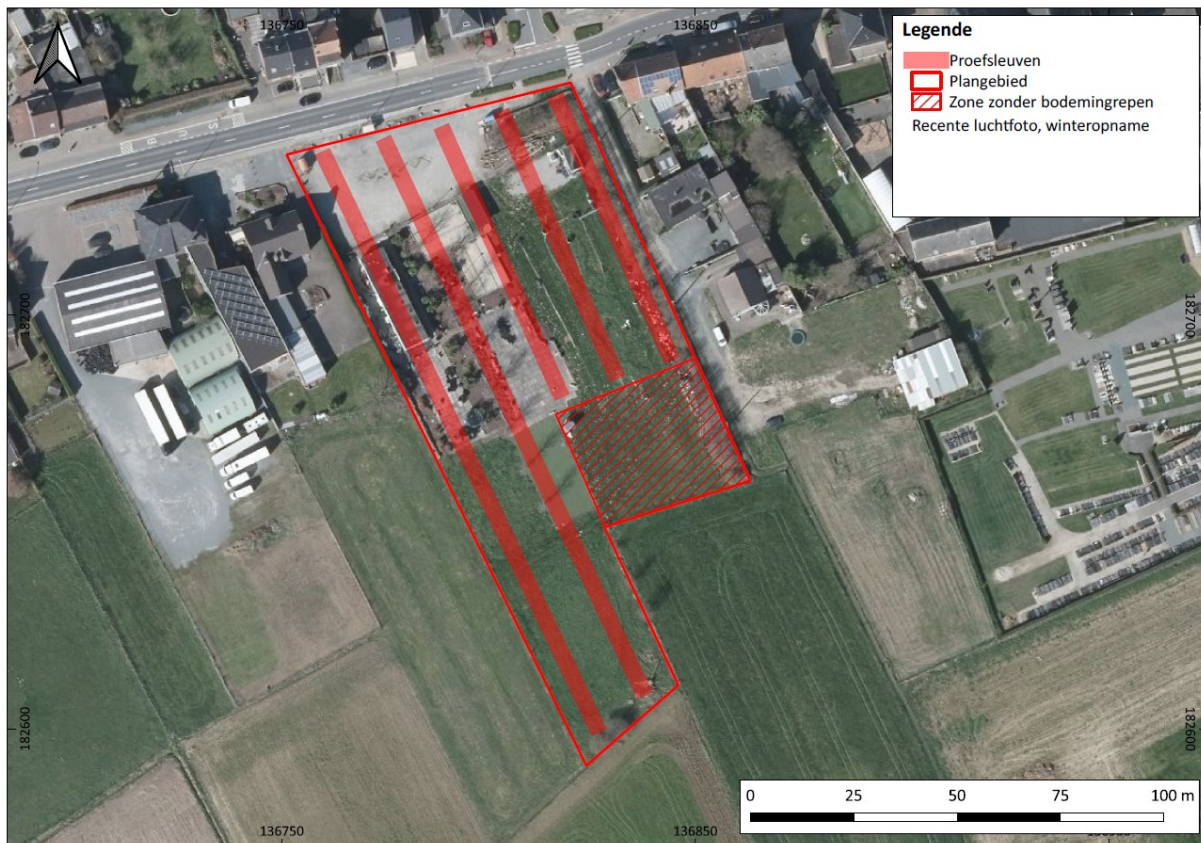 136750
136850
Legende
Proefsleuven
Plangebied
Zone zonder bodemingrepen
Recente luchtfoto, winteropname
BUS
182700
182700
182600
182600
0 25 50 75 100 m
136750
136850